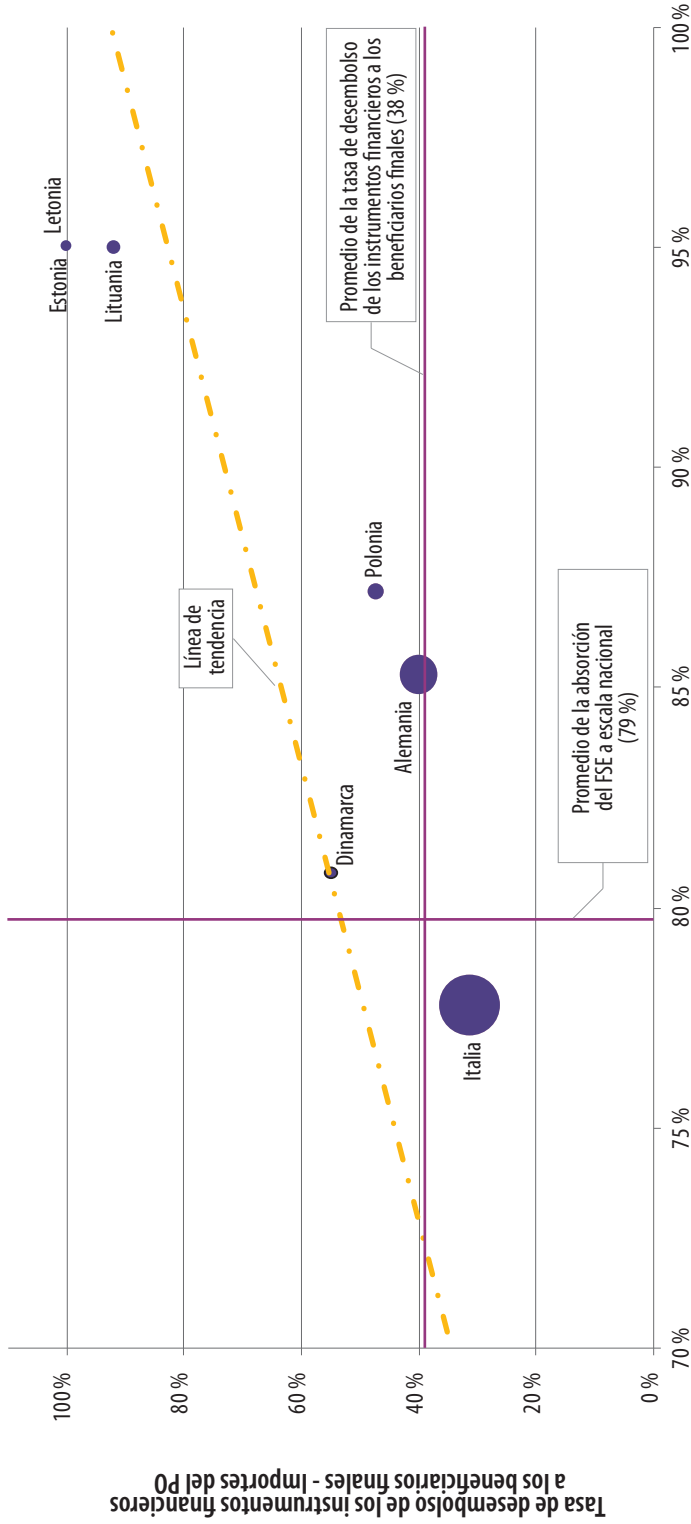 Tasa de desembolso de los instrumentos financieros
a los beneficiarios finales - Importes del PO
100 %
80 %
60 %
40 %
20 %
0 %
Estonia
Letonia
Lituania
Línea de
tendencia
Promedio de la tasa de desembolso
de los instrumentos financieros a los
beneficiarios finales (38 %)
Polonia
Dinamarca
Alemania
Italia
Promedio de la absorción
del FSE a escala nacional
(79 %)
70 %
75 %
80 %
85 %
90 %
95 %
100 %